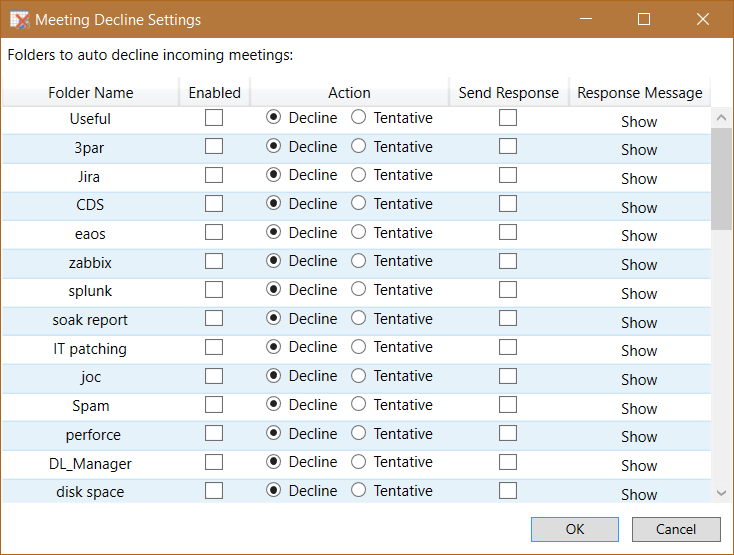 Meeting Decline Settings
Folders to auto decline incoming meetings:
Folder Name Enabled Action Send Response Response Message
Useful Decline Tentative Show
3par Decline Tentative Show
Jira Decline Tentative Show
CDS Decline Tentative Show
eaos Decline Tentative Show
zabbix Decline Tentative Show
splunk Decline Tentative Show
soak report Decline Tentative Show
IT patching Decline Tentative Show
joc Decline Tentative Show
Spam Decline Tentative Show
perforce Decline Tentative Show
DL_Manager Decline Tentative Show
disk space Decline Tentative Show
OK Cancel